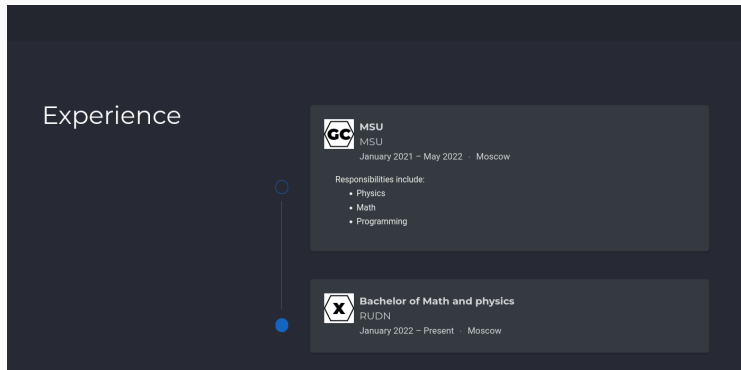 Experience
GC
MSU
MSU
January 2021 – May 2022 · Moscow
Responsibilities include:
• Physics
• Math
• Programming
X
Bachelor of Math and physics
RUDN
January 2022 – Present · Moscow